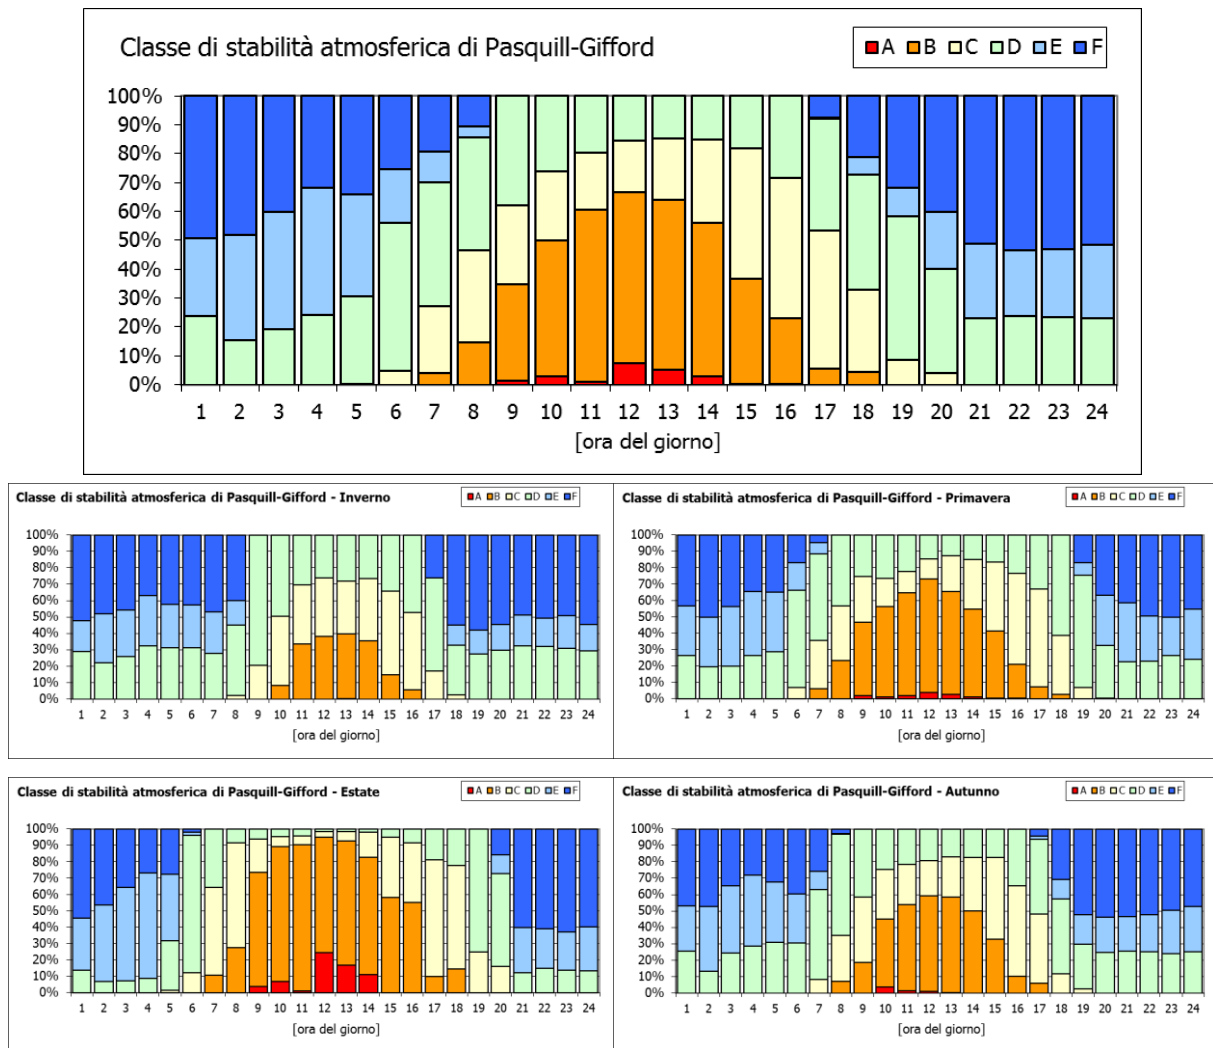 Classe di stabilità atmosferica di Pasquill-Gifford
A B C D E F
100%
90%
80%
70%
60%
50%
40%
30%
20%
10%
0%
1 2 3 4 5 6 7 8 9 10 11 12 13 14 15 16 17 18 19 20 21 22 23 24
[ora del giorno]
Classe di stabilità atmosferica di Pasquill-Gifford - Inverno
A B C D E F
100%
90%
80%
70%
60%
50%
40%
30%
20%
10%
0%
1 2 3 4 5 6 7 8 9 10 11 12 13 14 15 16 17 18 19 20 21 22 23 24
[ora del giorno]
Classe di stabilità atmosferica di Pasquill-Gifford - Primavera
A B C D E F
100%
90%
80%
70%
60%
50%
40%
30%
20%
10%
0%
1 2 3 4 5 6 7 8 9 10 11 12 13 14 15 16 17 18 19 20 21 22 23 24
[ora del giorno]
Classe di stabilità atmosferica di Pasquill-Gifford - Estate
A B C D E F
100%
90%
80%
70%
60%
50%
40%
30%
20%
10%
0%
1 2 3 4 5 6 7 8 9 10 11 12 13 14 15 16 17 18 19 20 21 22 23 24
[ora del giorno]
Classe di stabilità atmosferica di Pasquill-Gifford - Autunno
A B C D E F
100%
90%
80%
70%
60%
50%
40%
30%
20%
10%
0%
1 2 3 4 5 6 7 8 9 10 11 12 13 14 15 16 17 18 19 20 21 22 23 24
[ora del giorno]